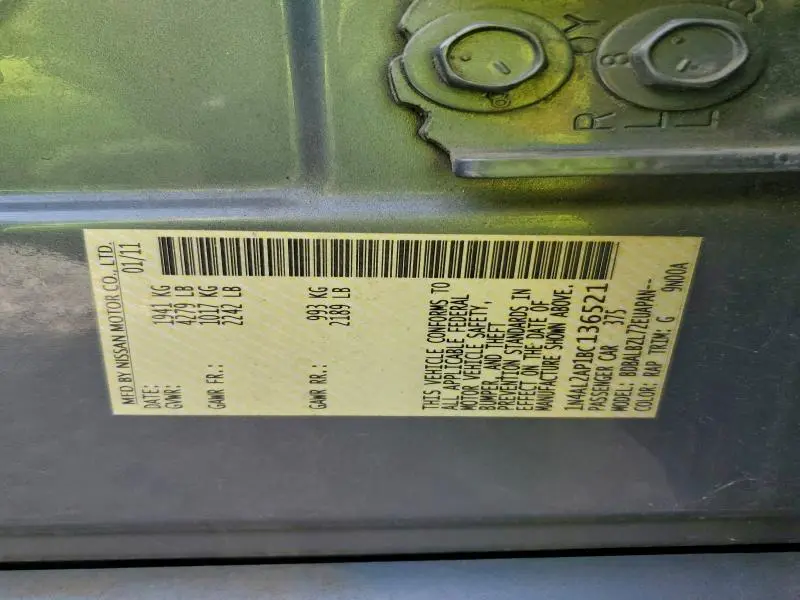 MFD BY NISSAN MOTOR CO., LTD.
DATE: 01/11
GVWR: 1941 KG
4279 LB
GAWR FR.: 1017 KG
2242 LB
GAWR RR.: 993 KG
2189 LB
THIS VEHICLE CONFORMS TO
ALL APPLICABLE FEDERAL
MOTOR VEHICLE SAFETY,
BUMPER, AND THEFT
PREVENTION STANDARDS IN
EFFECT ON THE DATE OF
MANUFACTURE SHOWN ABOVE.
1N4AL2AP1BC136521
PASSENGER CAR 375
MODEL: BDBALBZL72EUAPAN--
COLOR: RAP TRIM: G 9N00A
R 0Y
L 8